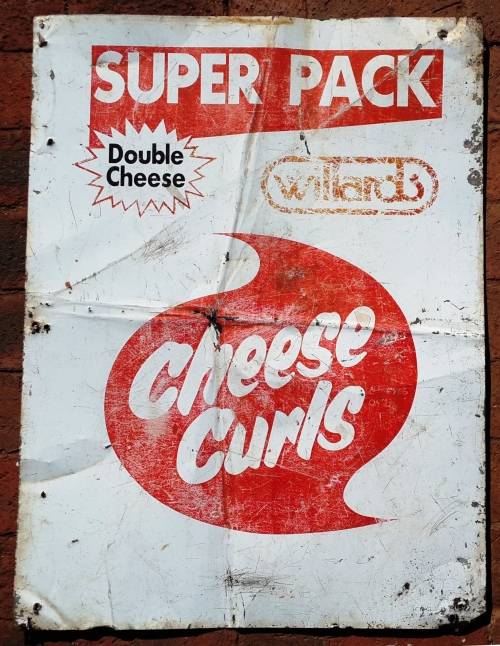 SUPER PACK
Double
Cheese
willards
Cheese
Curls